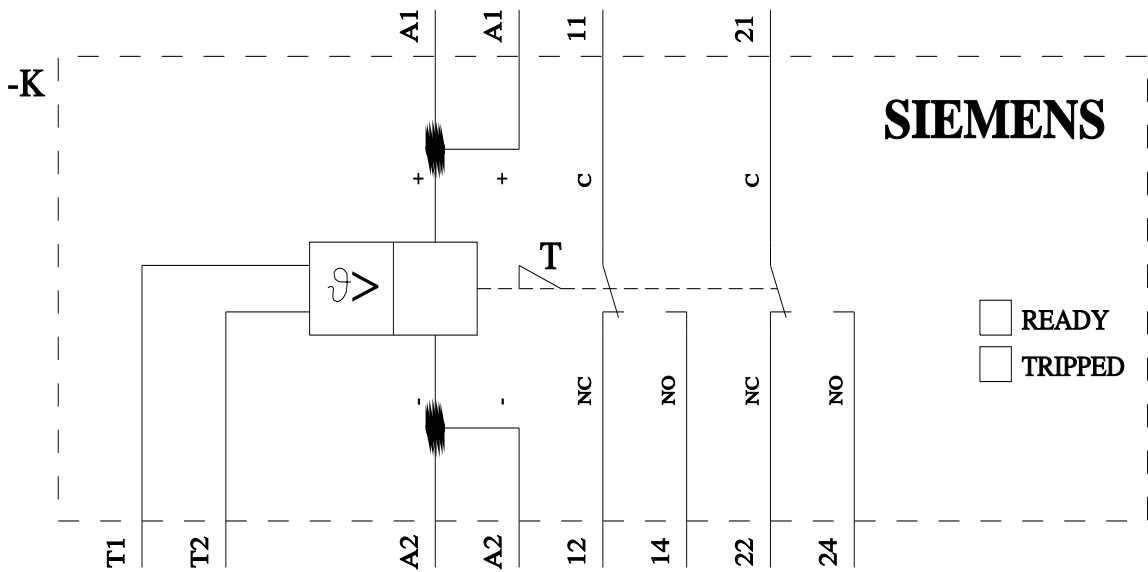 A1
A1
11
21
-K
SIEMENS
+
+
C
C
T
ϑ>
READY
TRIPPED
-
-
NC
NO
NC
NO
T1
T2
A2
A2
12
14
22
24